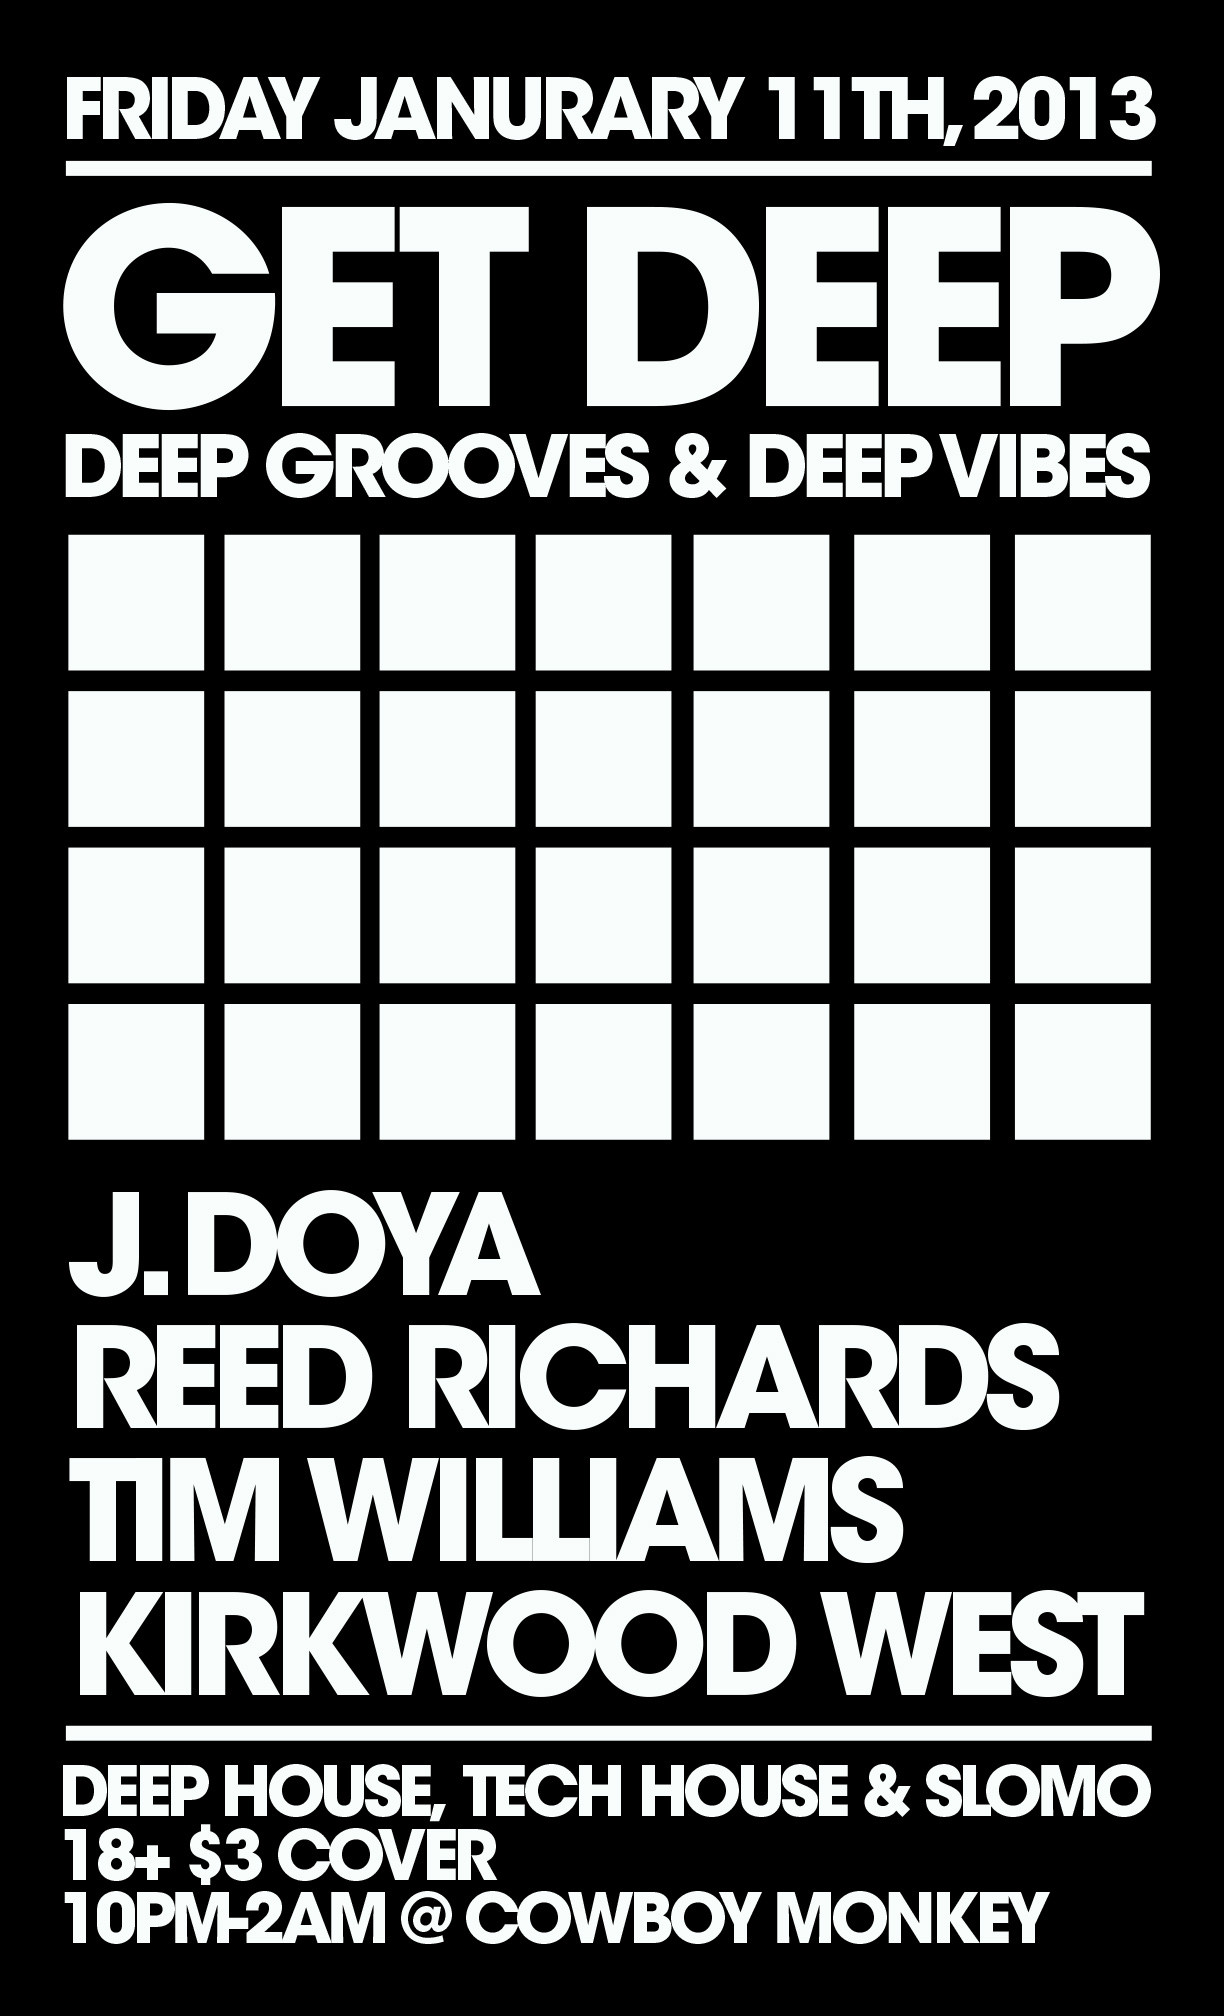 FRIDAY JANURARY 11TH, 2013
GET DEEP
DEEP GROOVES & DEEP VIBES
J. DOYA
REED RICHARDS
TIM WILLIAMS
KIRKWOOD WEST
DEEP HOUSE, TECH HOUSE & SLOMO
18+ $3 COVER
10PM-2AM @ COWBOY MONKEY